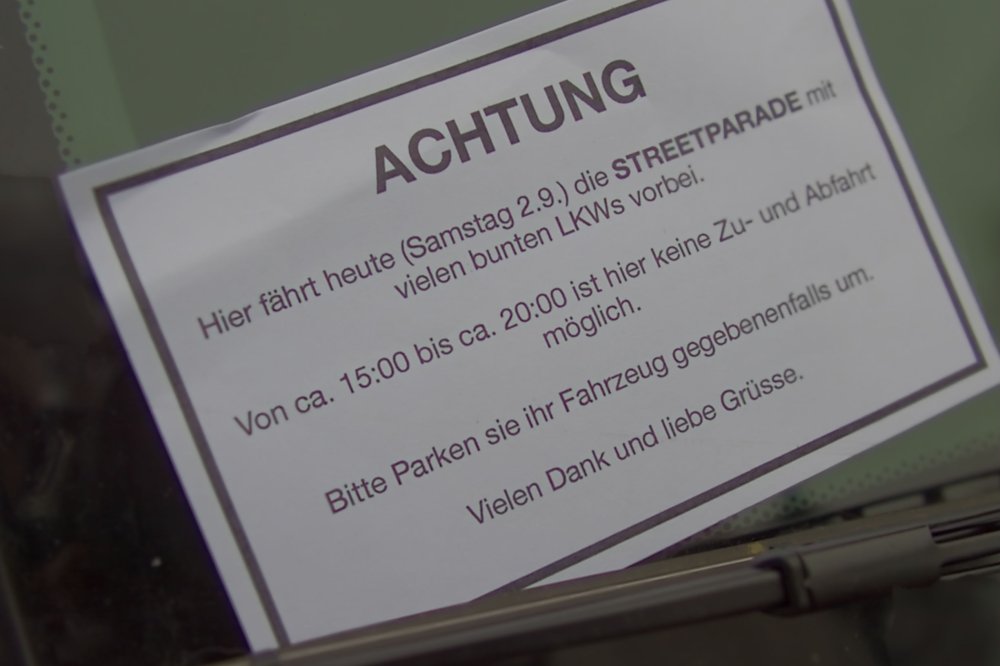 ACHTUNG
Hier fährt heute (Samstag 2.9.) die STREETPARADE mit
vielen bunten LKWs vorbei.
Von ca. 15:00 bis ca. 20:00 ist hier keine Zu- und Abfahrt
möglich.
Bitte Parken sie ihr Fahrzeug gegebenenfalls um.
Vielen Dank und liebe Grüsse.